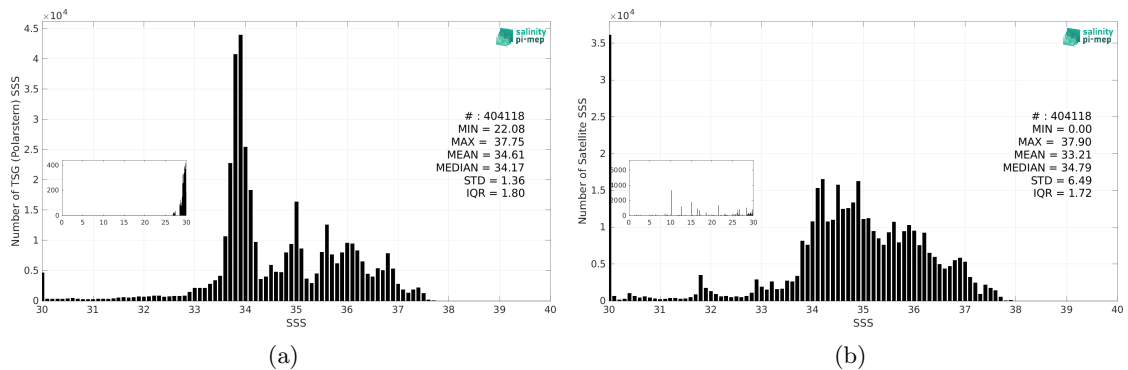 ×10⁴
4.5
4
3.5
3
2.5
2
1.5
1
0.5
0
Number of TSG (Polarstern) SSS
salinity
pi-mep
# : 404118
MIN = 22.08
MAX = 37.75
MEAN = 34.61
MEDIAN = 34.17
STD = 1.36
IQR = 1.80
400
200
0
0 5 10 15 20 25 30
30 31 32 33 34 35 36 37 38 39 40
SSS
(a)
×10⁴
3.5
3
2.5
2
1.5
1
0.5
0
Number of Satellite SSS
salinity
pi-mep
# : 404118
MIN = 0.00
MAX = 37.90
MEAN = 33.21
MEDIAN = 34.79
STD = 6.49
IQR = 1.72
6000
4000
2000
0
0 5 10 15 20 25 30
30 31 32 33 34 35 36 37 38 39 40
SSS
(b)